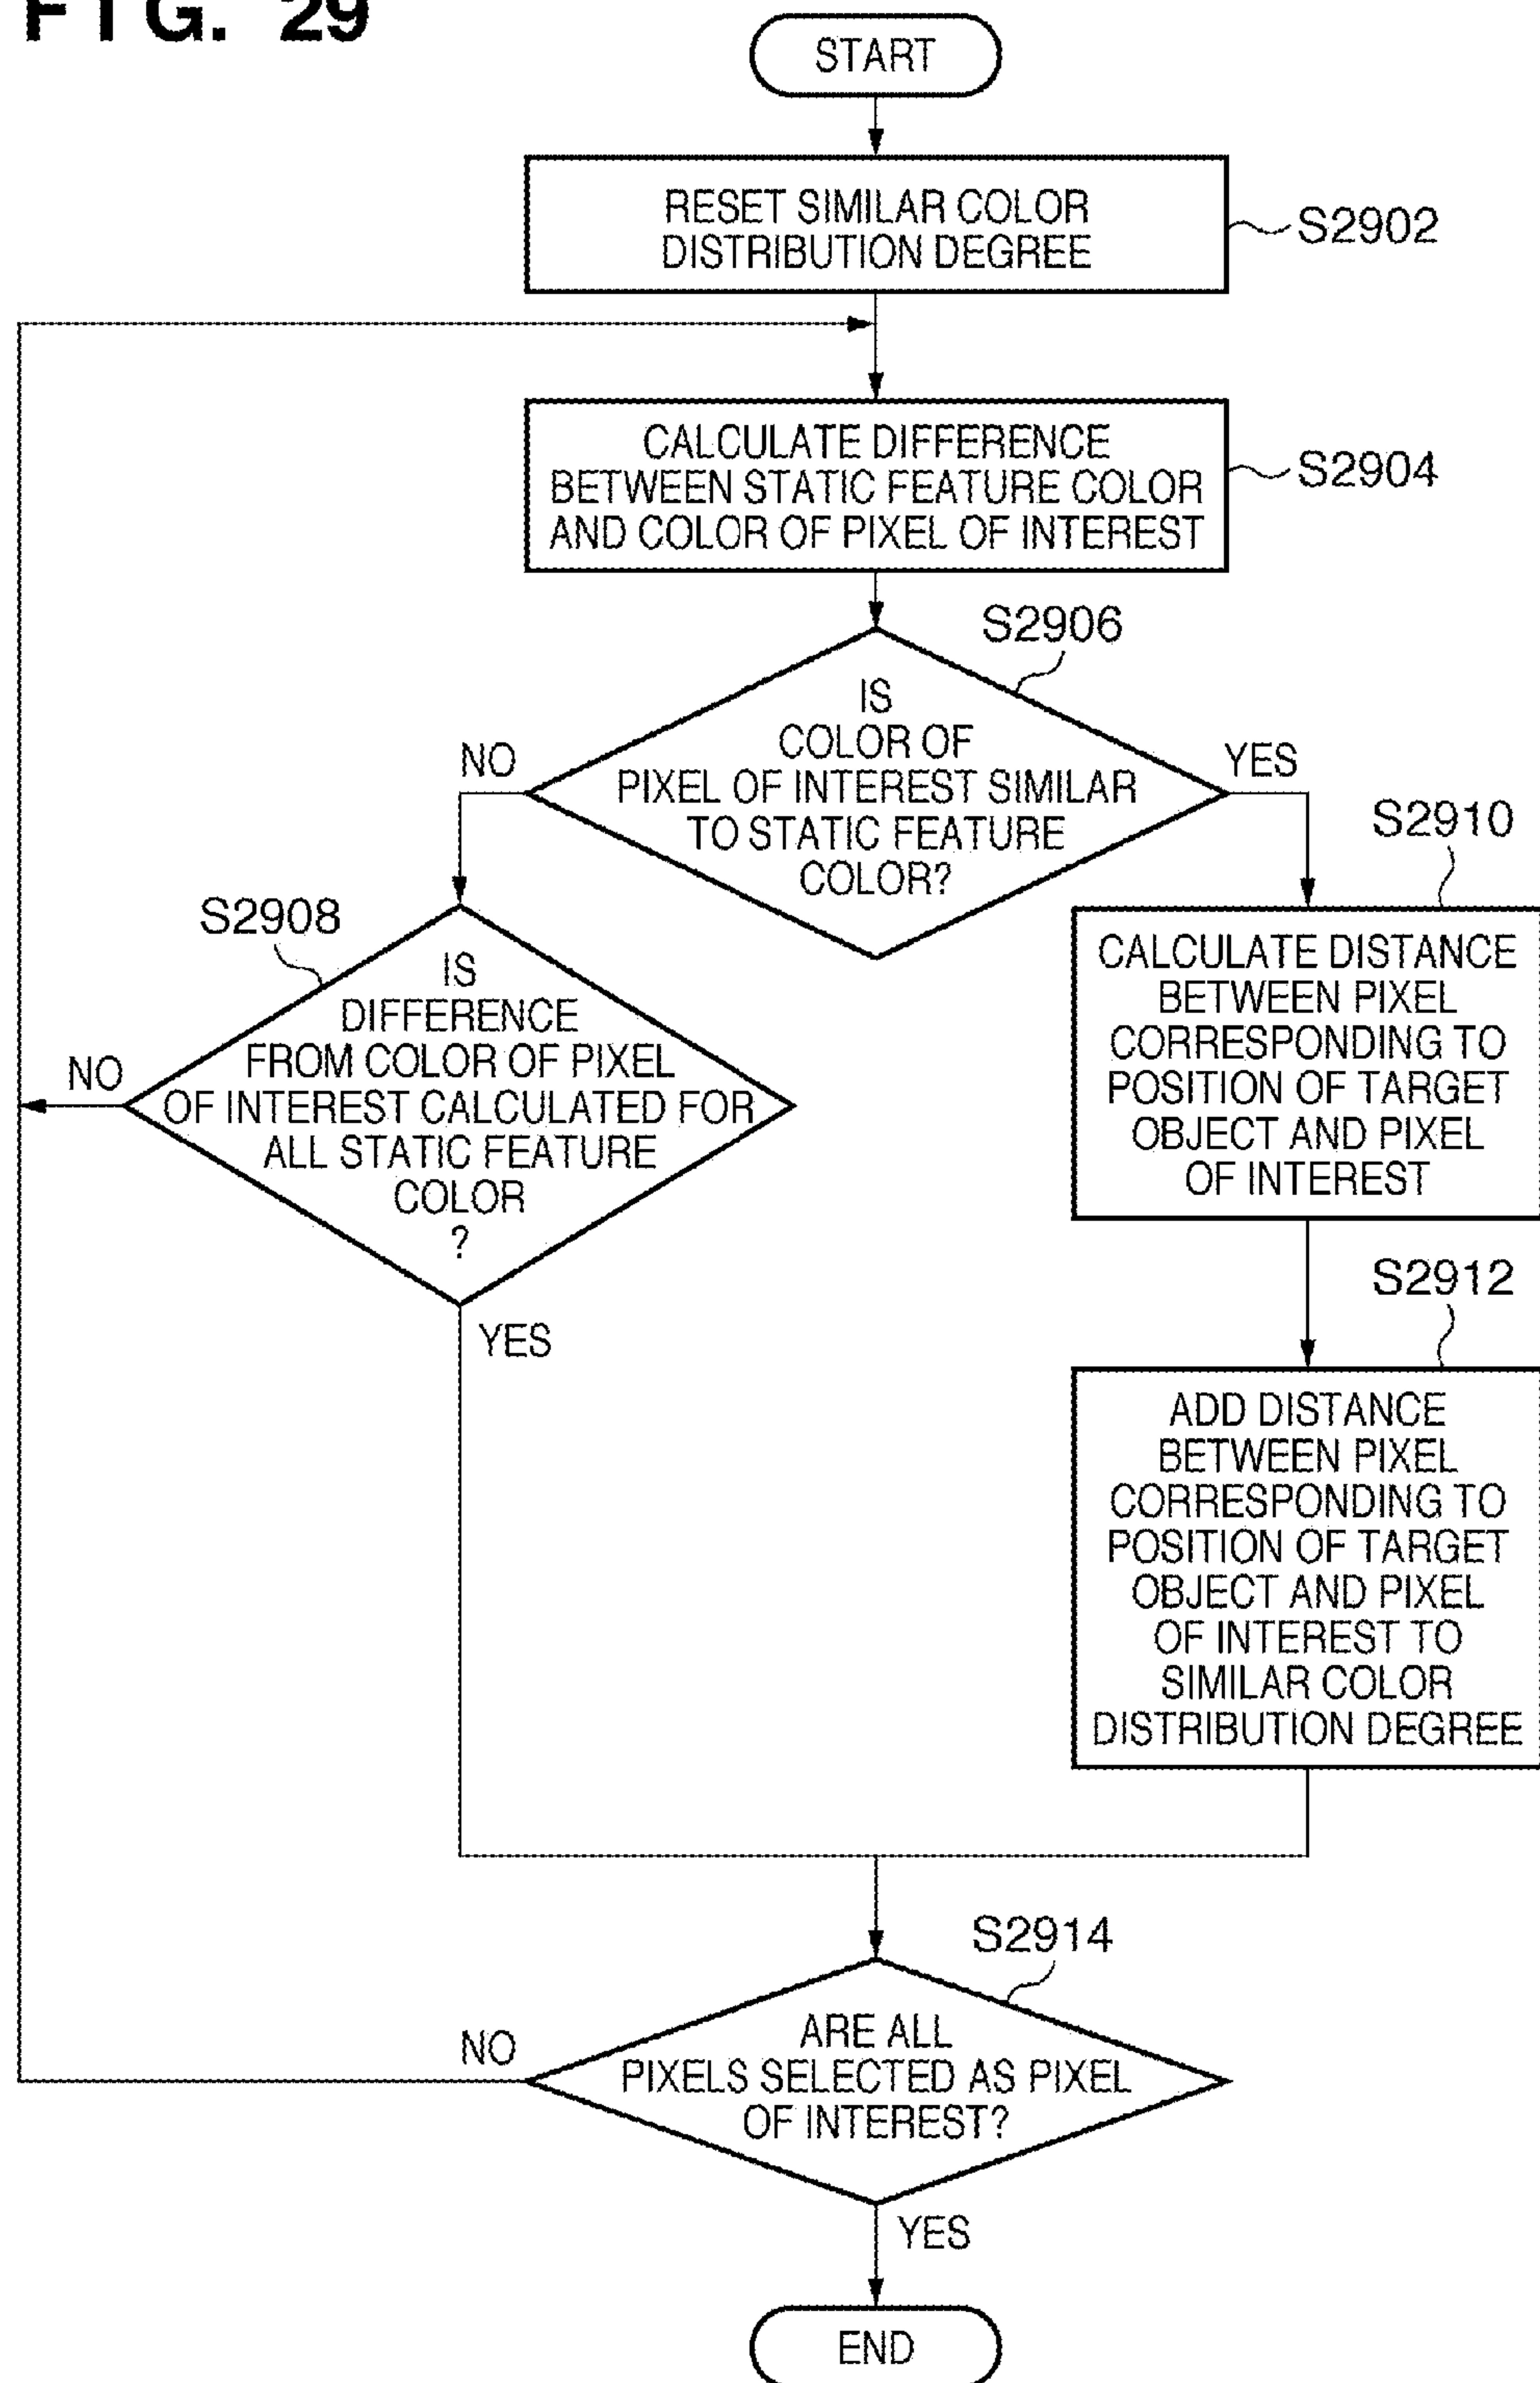 FIG. 29
START
RESET SIMILAR COLOR
DISTRIBUTION DEGREE
S2902
CALCULATE DIFFERENCE
BETWEEN STATIC FEATURE COLOR
AND COLOR OF PIXEL OF INTEREST
S2904
S2906
IS
COLOR OF
PIXEL OF INTEREST SIMILAR
TO STATIC FEATURE
COLOR?
NO
YES
S2908
IS
DIFFERENCE
FROM COLOR OF PIXEL
OF INTEREST CALCULATED FOR
ALL STATIC FEATURE
COLOR
?
NO
YES
S2910
CALCULATE DISTANCE
BETWEEN PIXEL
CORRESPONDING TO
POSITION OF TARGET
OBJECT AND PIXEL
OF INTEREST
S2912
ADD DISTANCE
BETWEEN PIXEL
CORRESPONDING TO
POSITION OF TARGET
OBJECT AND PIXEL
OF INTEREST TO
SIMILAR COLOR
DISTRIBUTION DEGREE
S2914
ARE ALL
PIXELS SELECTED AS PIXEL
OF INTEREST?
NO
YES
END